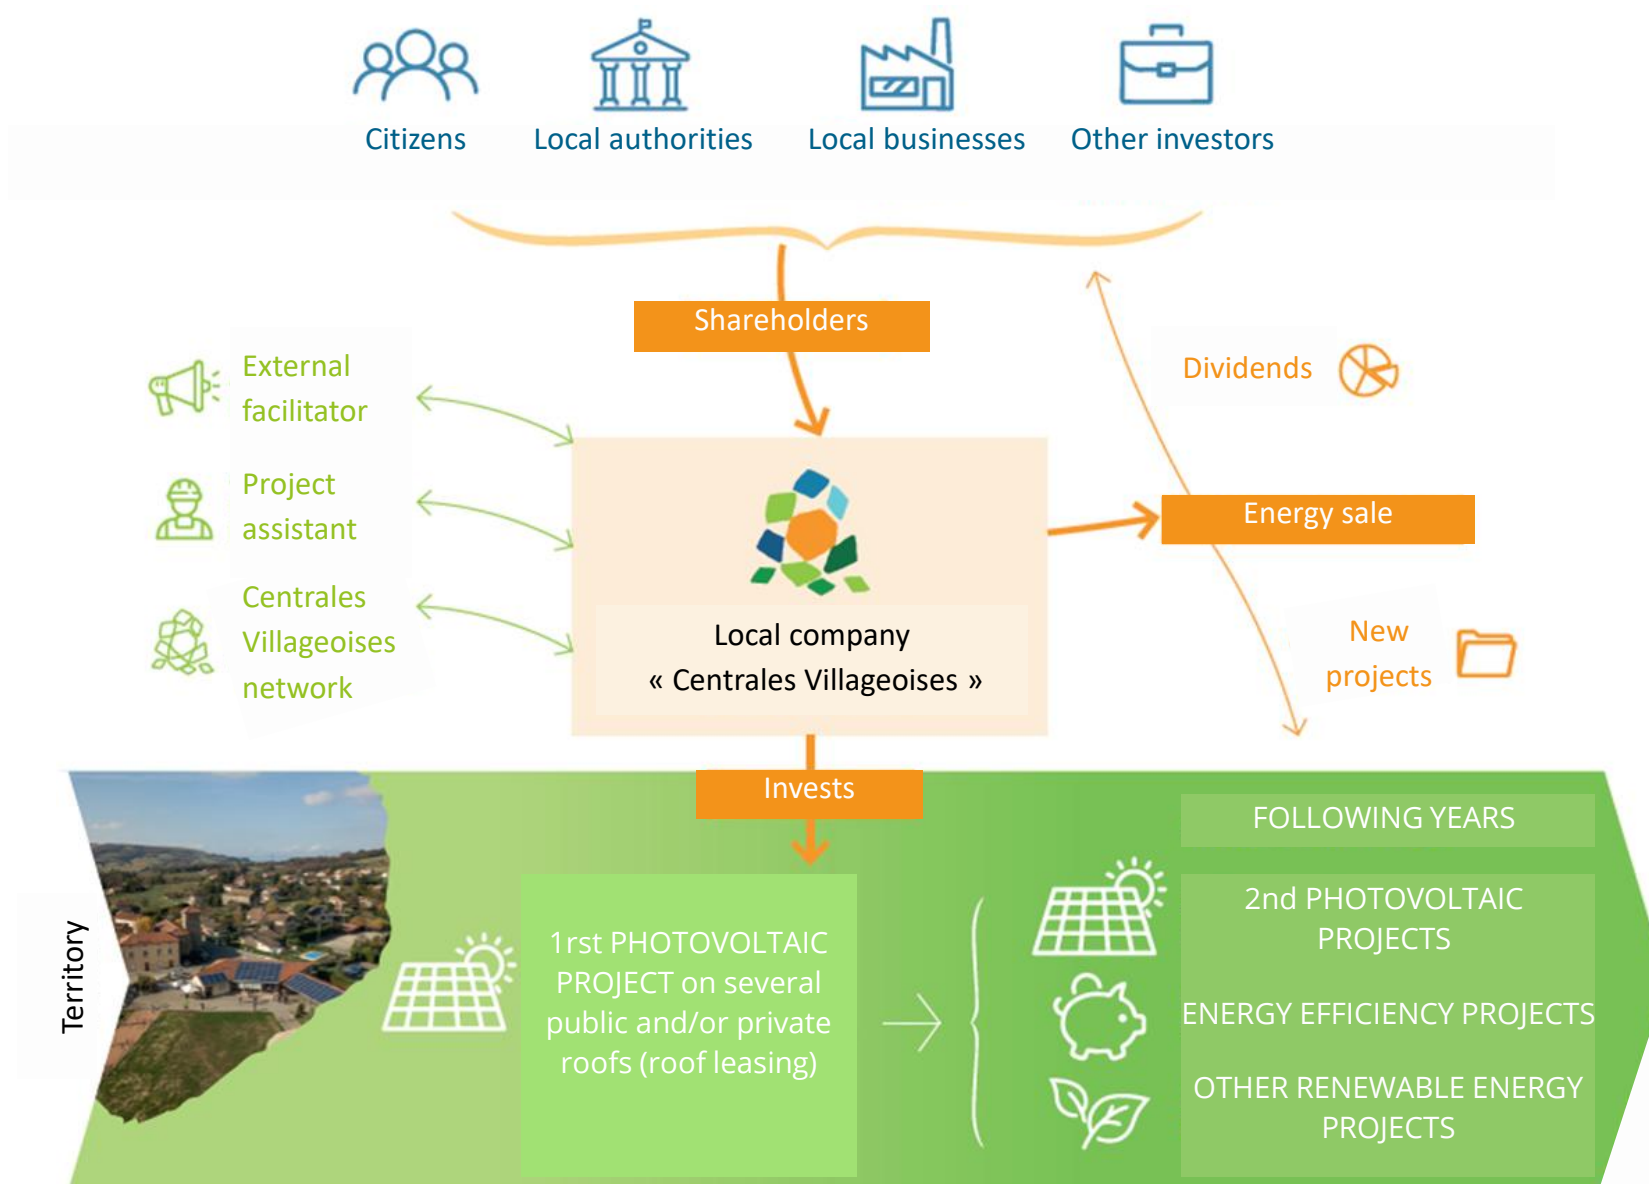 Citizens
Local authorities
Local businesses
Other investors
Shareholders
External
facilitator
Dividends
Project
assistant
Energy sale
Centrales
Villageoises
network
Local company
« Centrales Villageoises »
New
projects
Invests
Territory
1rst PHOTOVOLTAIC
PROJECT on several
public and/or private
roofs (roof leasing)
FOLLOWING YEARS
2nd PHOTOVOLTAIC
PROJECTS
ENERGY EFFICIENCY PROJECTS
OTHER RENEWABLE ENERGY
PROJECTS